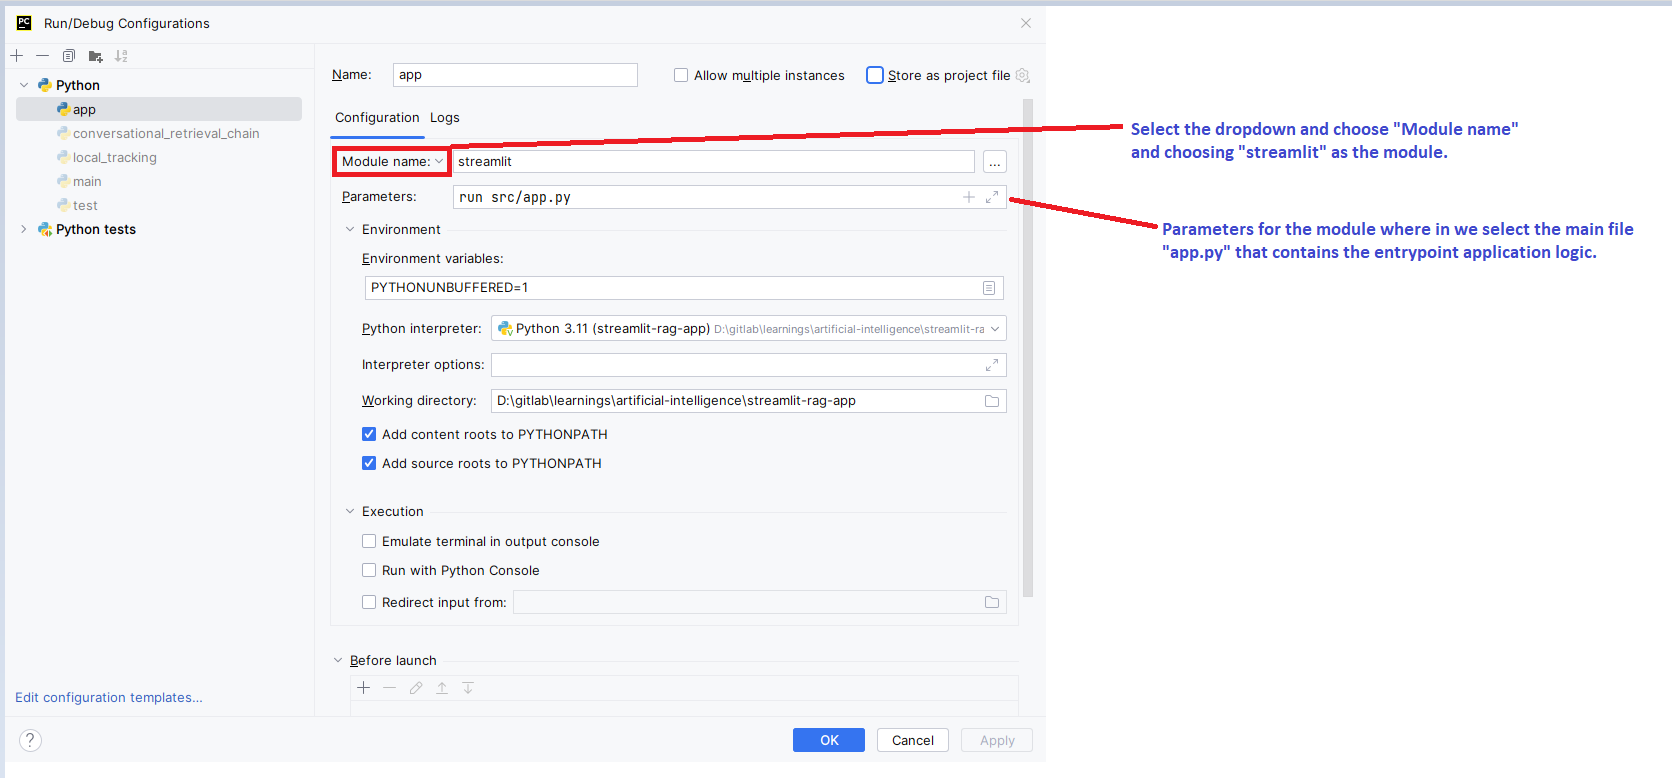 PC
Run/Debug Configurations
Python
app
conversational_retrieval_chain
local_tracking
main
test
Python tests
Edit configuration templates...
?
Name:
app
Allow multiple instances
Store as project file
Configuration
Logs
Module name:
streamlit
...
Parameters:
run src/app.py
Environment
Environment variables:
PYTHONUNBUFFERED=1
Python interpreter:
Python 3.11 (streamlit-rag-app) D:\gitlab\learnings\artificial-intelligence\streamlit-ra
Interpreter options:
Working directory:
D:\gitlab\learnings\artificial-intelligence\streamlit-rag-app
Add content roots to PYTHONPATH
Add source roots to PYTHONPATH
Execution
Emulate terminal in output console
Run with Python Console
Redirect input from:
Before launch
OK
Cancel
Apply
Select the dropdown and choose "Module name"
and choosing "streamlit" as the module.
Parameters for the module where in we select the main file
"app.py" that contains the entrypoint application logic.